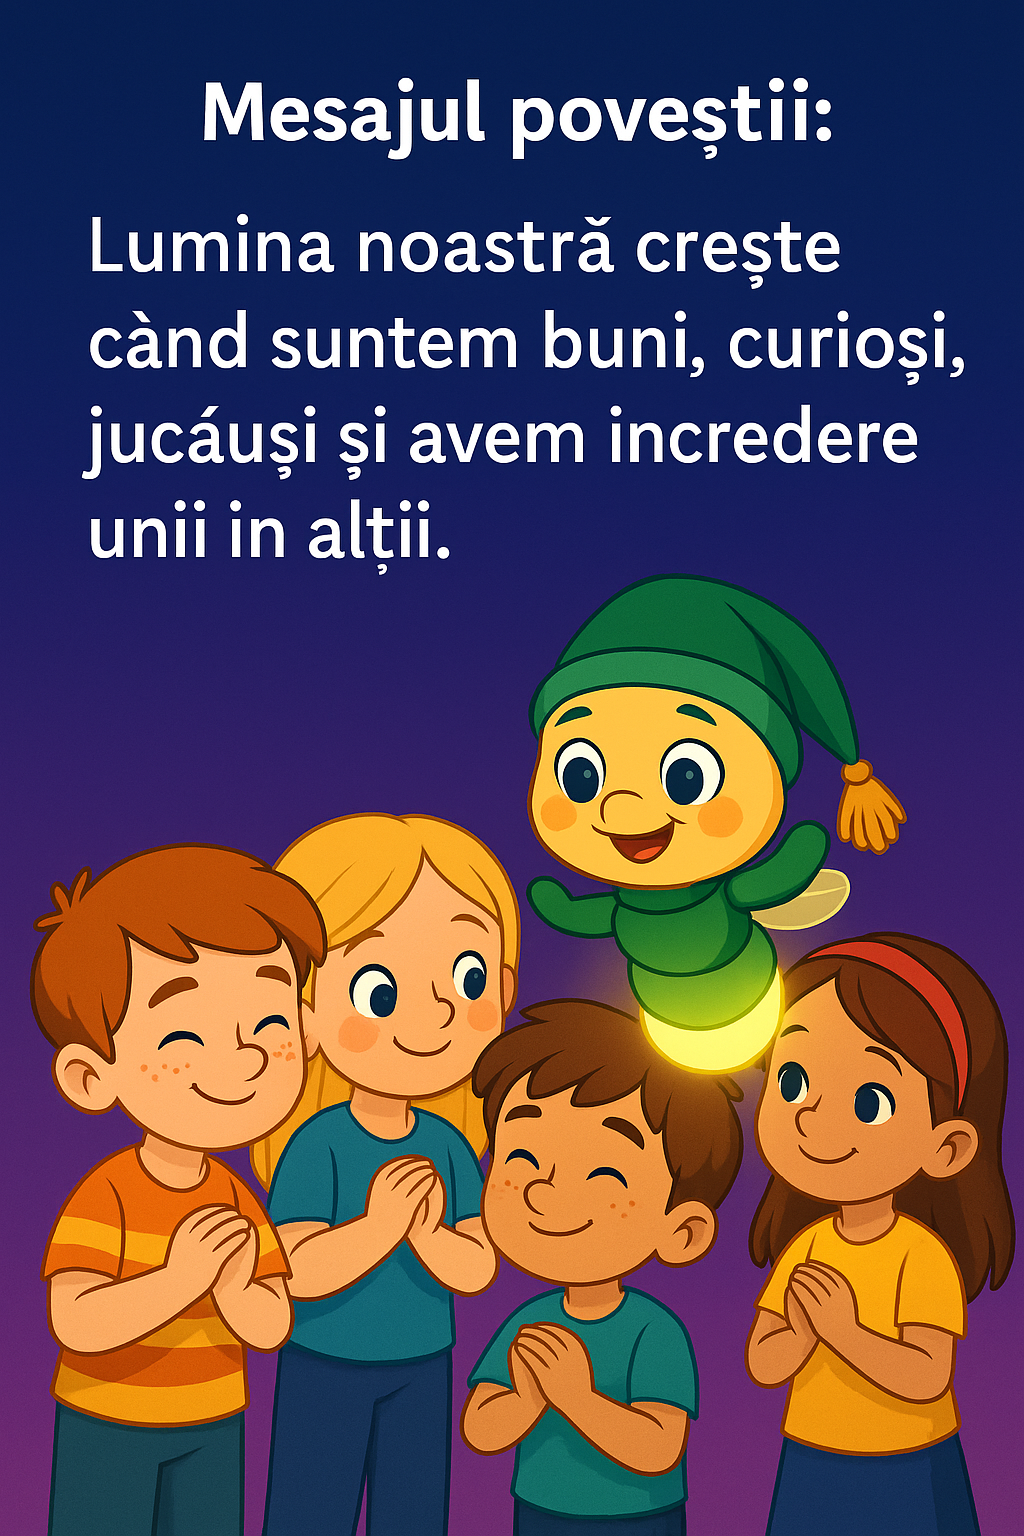 Mesajul poveștii:
Lumina noastră crește
cànd suntem buni, curioși,
jucáuși și avem incredere
unii in alții.